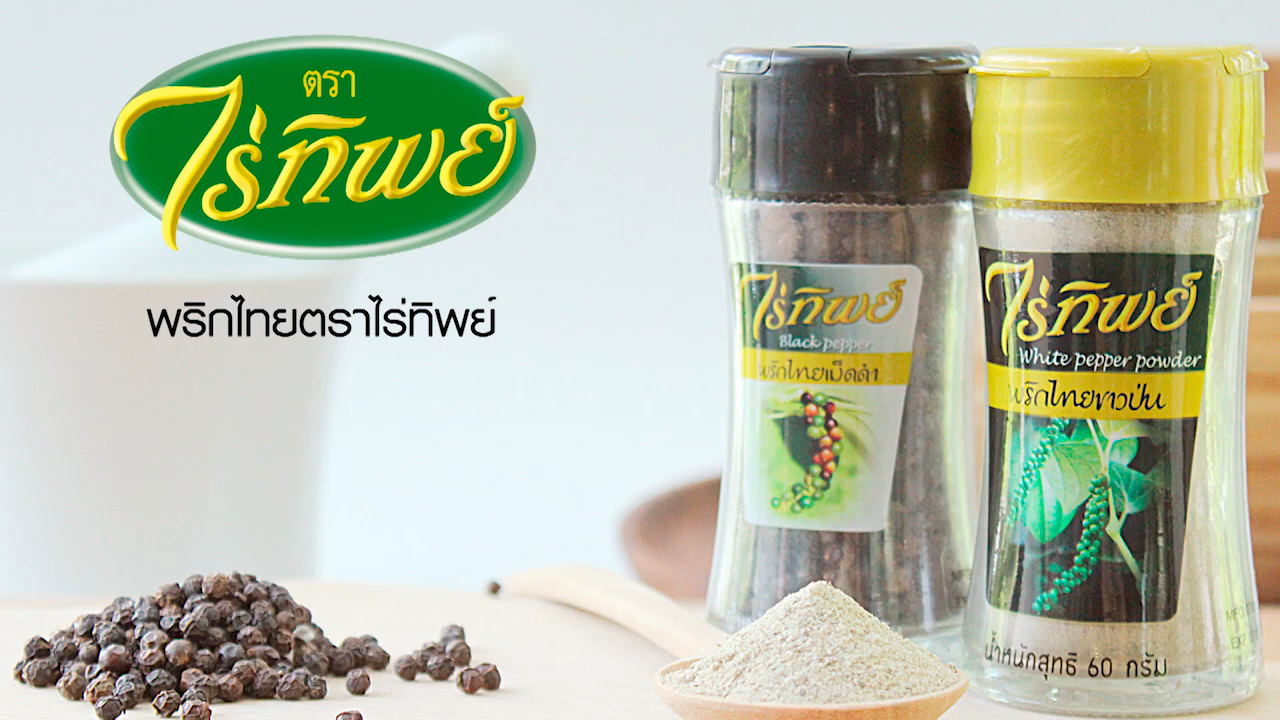 ตรา
ไร่ทิพย์
พริกไทยตราไร่ทิพย์
ไร่ทิพย์
Black pepper
พริกไทยเม็ดดำ
ไร่ทิพย์
White pepper powder
พริกไทยขาวป่น
น้ำหนักสุทธิ 60 กรัม